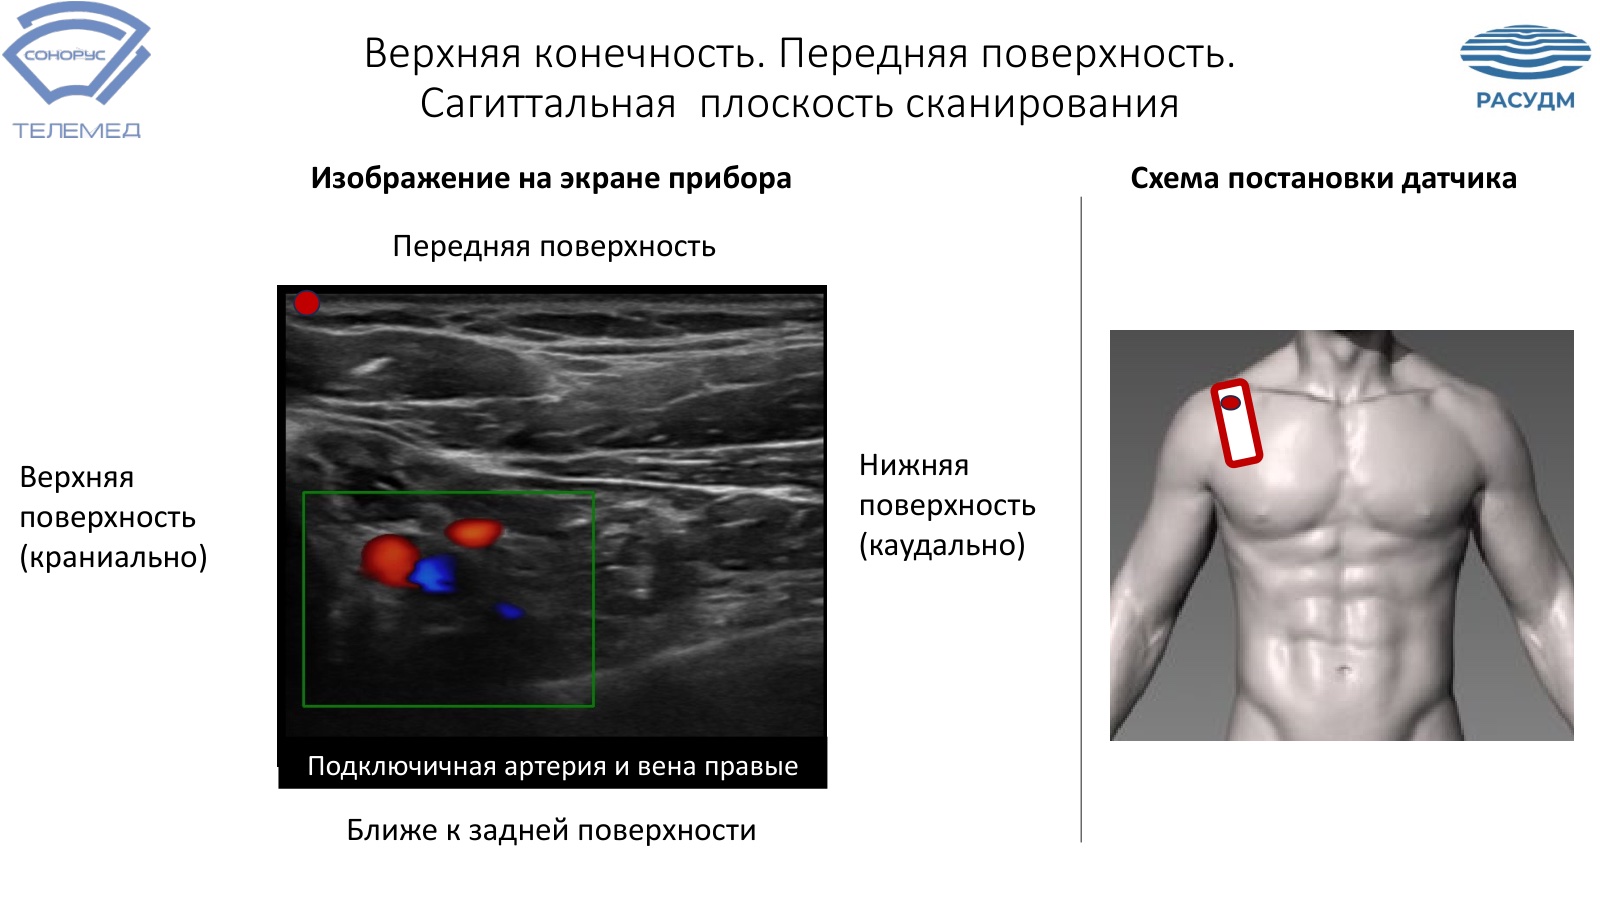 СОНОРУС
ТЕЛЕМЕД
Верхняя конечность. Передняя поверхность.
Сагиттальная плоскость сканирования
РАСУДМ
Изображение на экране прибора
Схема постановки датчика
Передняя поверхность
Верхняя
поверхность
(краниально)
Нижняя
поверхность
(каудально)
Подключичная артерия и вена правые
Ближе к задней поверхности